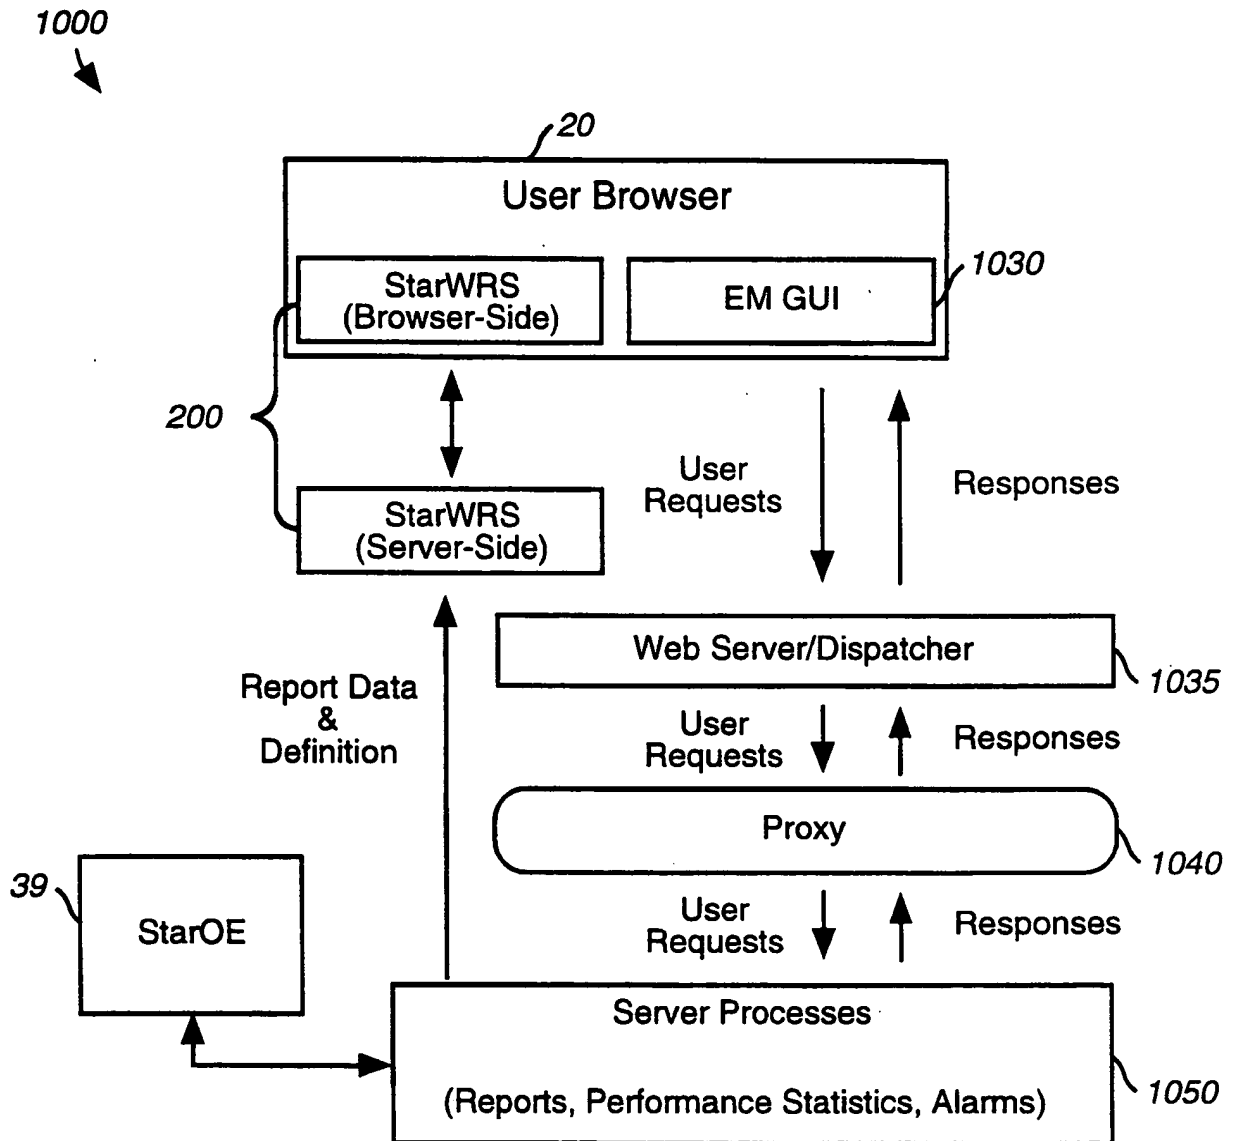 1000
20
User Browser
StarWRS
(Browser-Side)
EM GUI
1030
200
StarWRS
(Server-Side)
User
Requests
Responses
Web Server/Dispatcher
1035
Report Data
&
Definition
User
Requests
Responses
Proxy
1040
39
StarOE
User
Requests
Responses
Server Processes
(Reports, Performance Statistics, Alarms)
1050